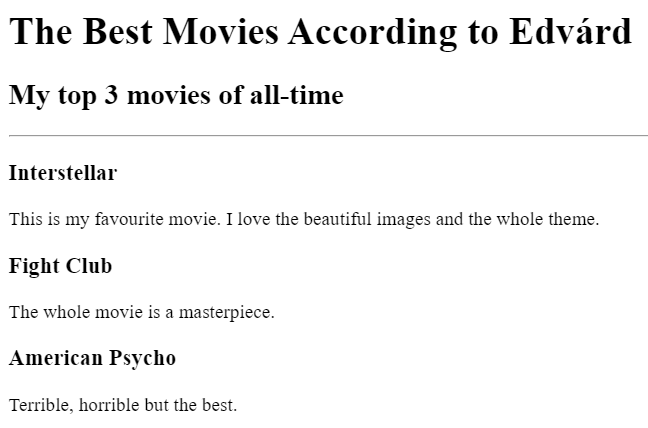 The Best Movies According to Edvárd
My top 3 movies of all-time
Interstellar
This is my favourite movie. I love the beautiful images and the whole theme.
Fight Club
The whole movie is a masterpiece.
American Psycho
Terrible, horrible but the best.